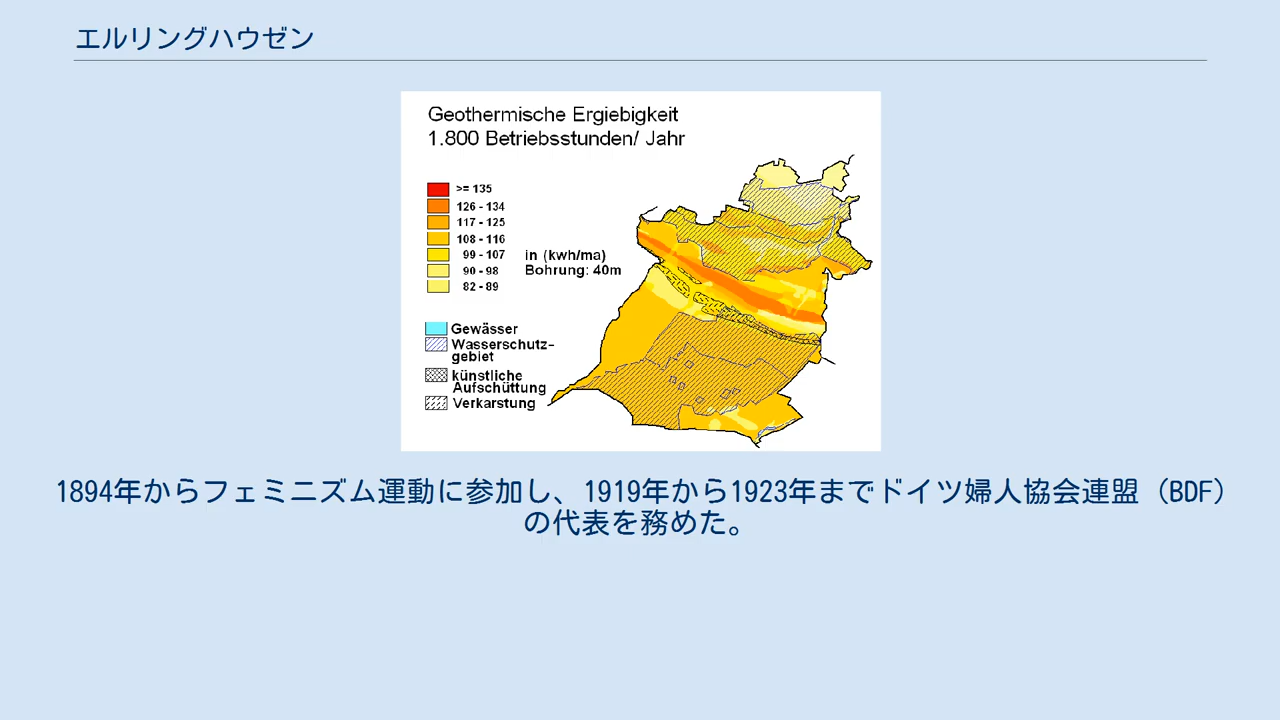 エルリングハウゼン
Geothermische Ergiebigkeit
1.800 Betriebsstunden/ Jahr
>= 135
126 - 134
117 - 125
108 - 116
99 - 107
90 - 98
82 - 89
in (kwh/ma)
Bohrung: 40m
Gewässer
Wasserschutz-
gebiet
künstliche
Aufschüttung
Verkarstung
1894年からフェミニズム運動に参加し、1919年から1923年までドイツ婦人協会連盟（BDF）
の代表を務めた。